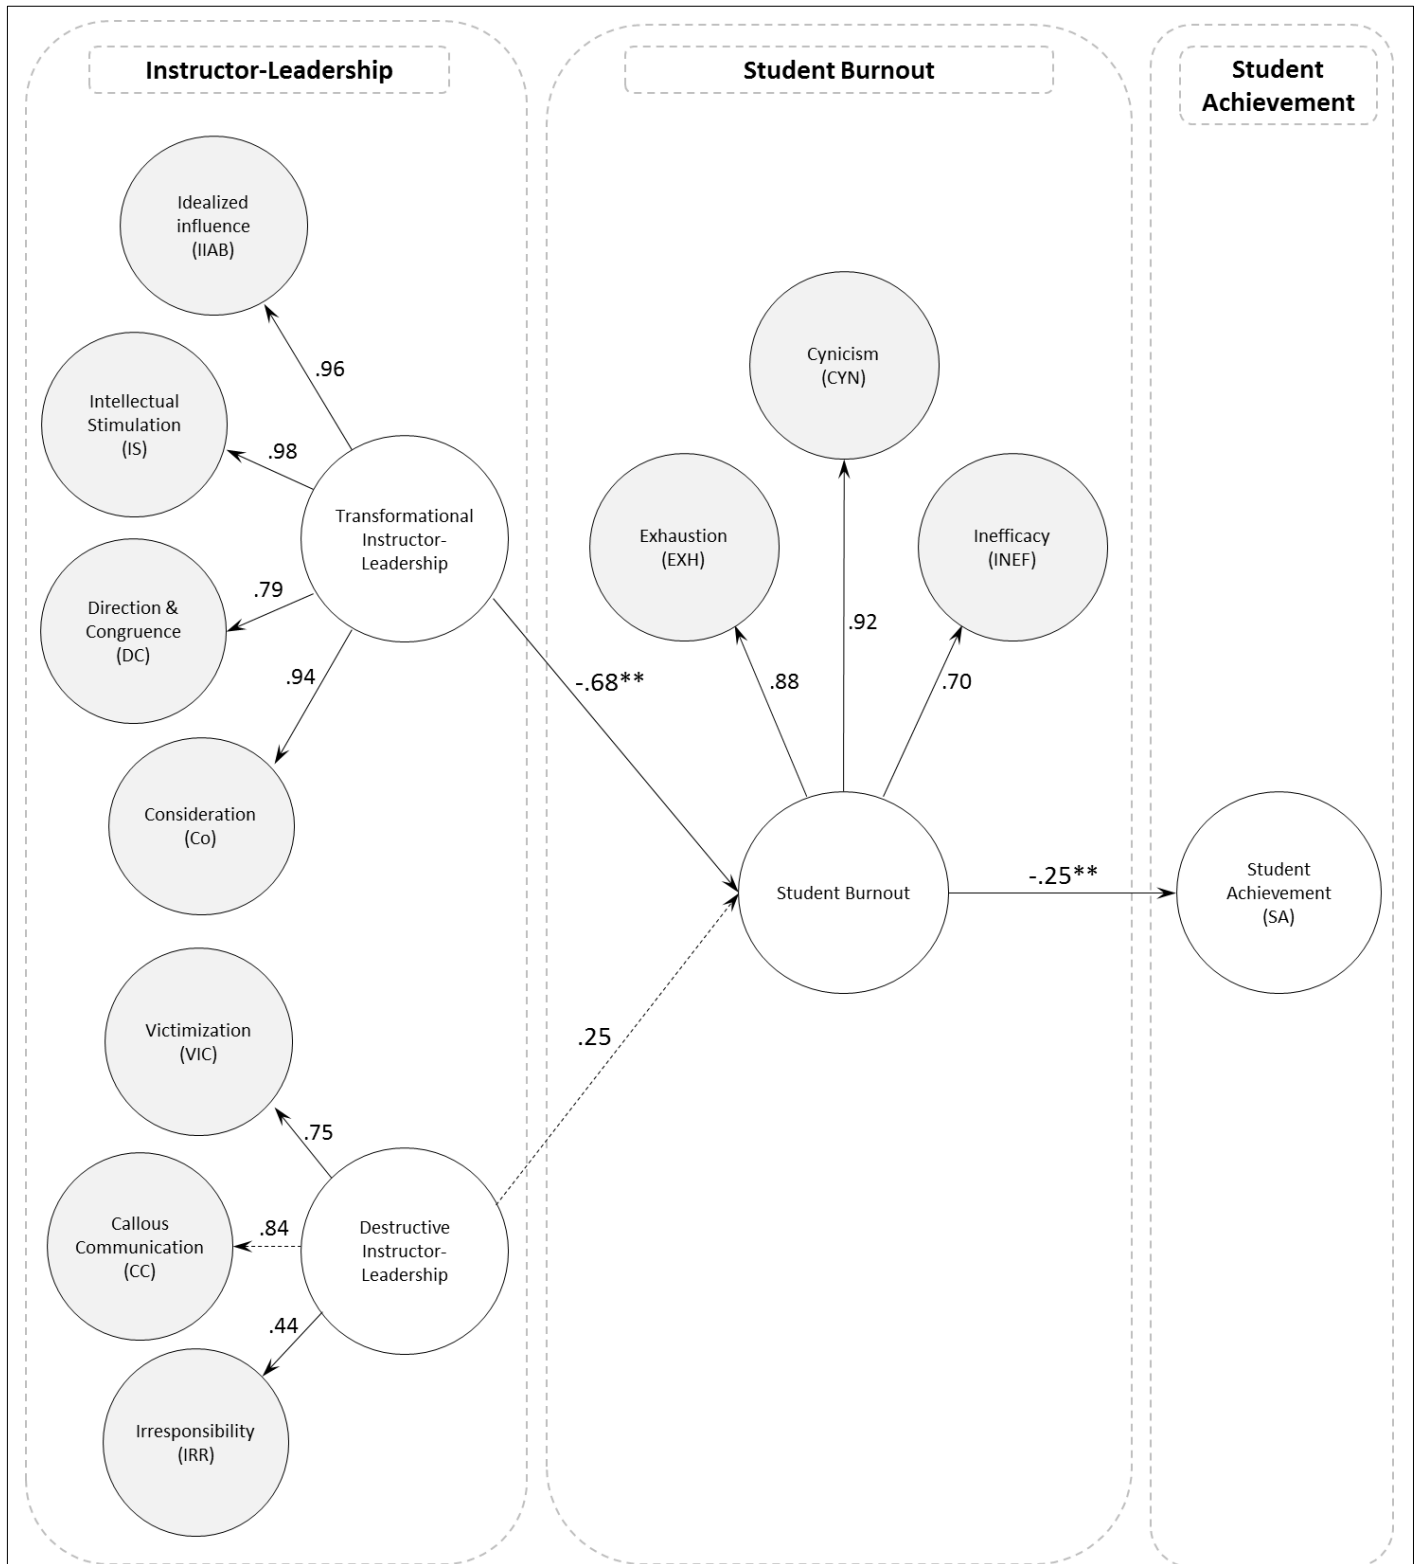 Instructor-Leadership
Student Burnout
Student
Achievement
Idealized
influence
(IIAB)
.96
Intellectual
Stimulation
(IS)
.98
Direction &
Congruence
(DC)
.79
Consideration
(Co)
.94
Transformational
Instructor-
Leadership
-.68**
Victimization
(VIC)
.75
Callous
Communication
(CC)
.84
Irresponsibility
(IRR)
.44
Destructive
Instructor-
Leadership
.25
Cynicism
(CYN)
.92
Exhaustion
(EXH)
.88
Inefficacy
(INEF)
.70
Student Burnout
-.25**
Student
Achievement
(SA)